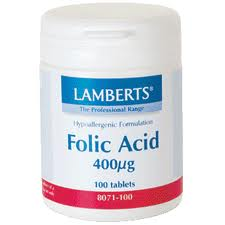 LAMBERTS®
The Professional Range
Hypoallergenic Formulation
Folic Acid
400µg
100 tablets
8071-100